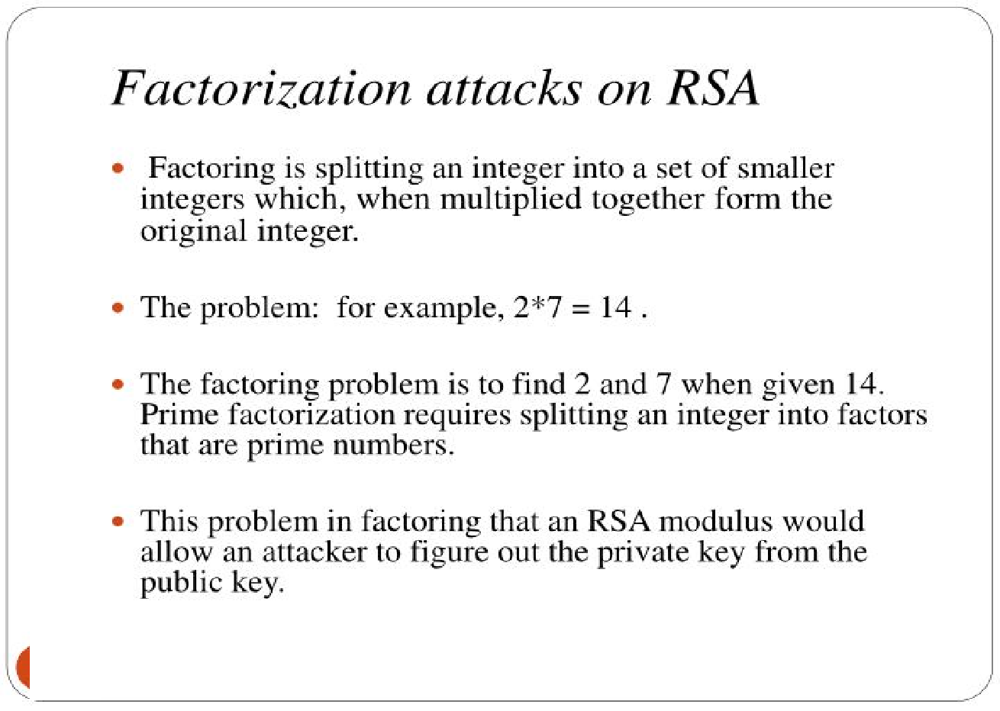 Factorization attacks on RSA
• Factoring is splitting an integer into a set of smaller
integers which, when multiplied together form the
original integer.
• The problem: for example, 2*7 = 14 .
• The factoring problem is to find 2 and 7 when given 14.
Prime factorization requires splitting an integer into factors
that are prime numbers.
• This problem in factoring that an RSA modulus would
allow an attacker to figure out the private key from the
public key.